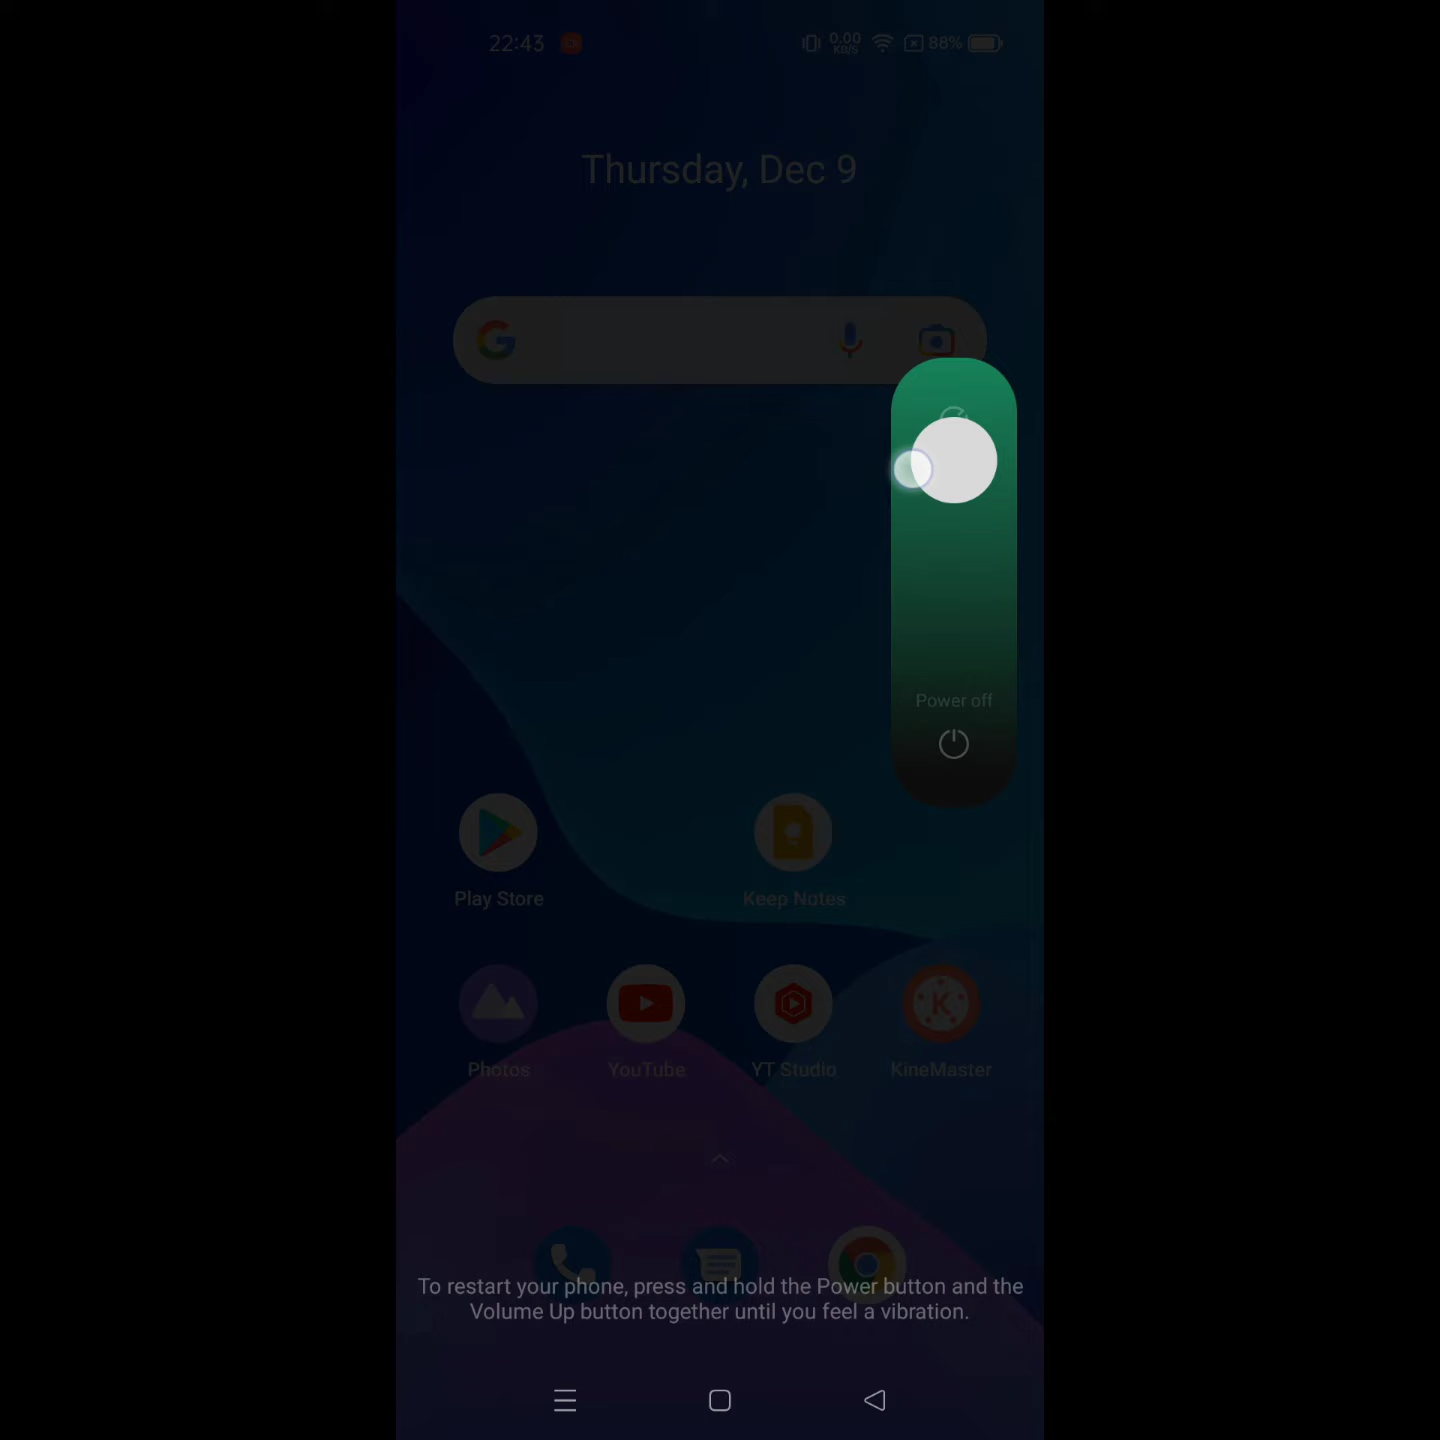 22:43
0.00
KB/S
88%
Thursday, Dec 9
Power off
Play Store
Keep Notes
Photos
YouTube
YT Studio
KineMaster
To restart your phone, press and hold the Power button and the
Volume Up button together until you feel a vibration.